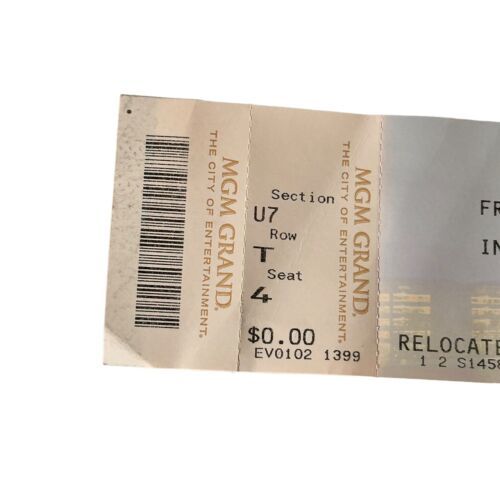 MGM GRAND®
THE CITY OF ENTERTAINMENT.®
Section
U7
Row
T
Seat
4
$0.00
EV0102 1399
MGM GRAND®
THE CITY OF ENTERTAINMENT.®
FR
IN
RELOCATE
1 2 S1458